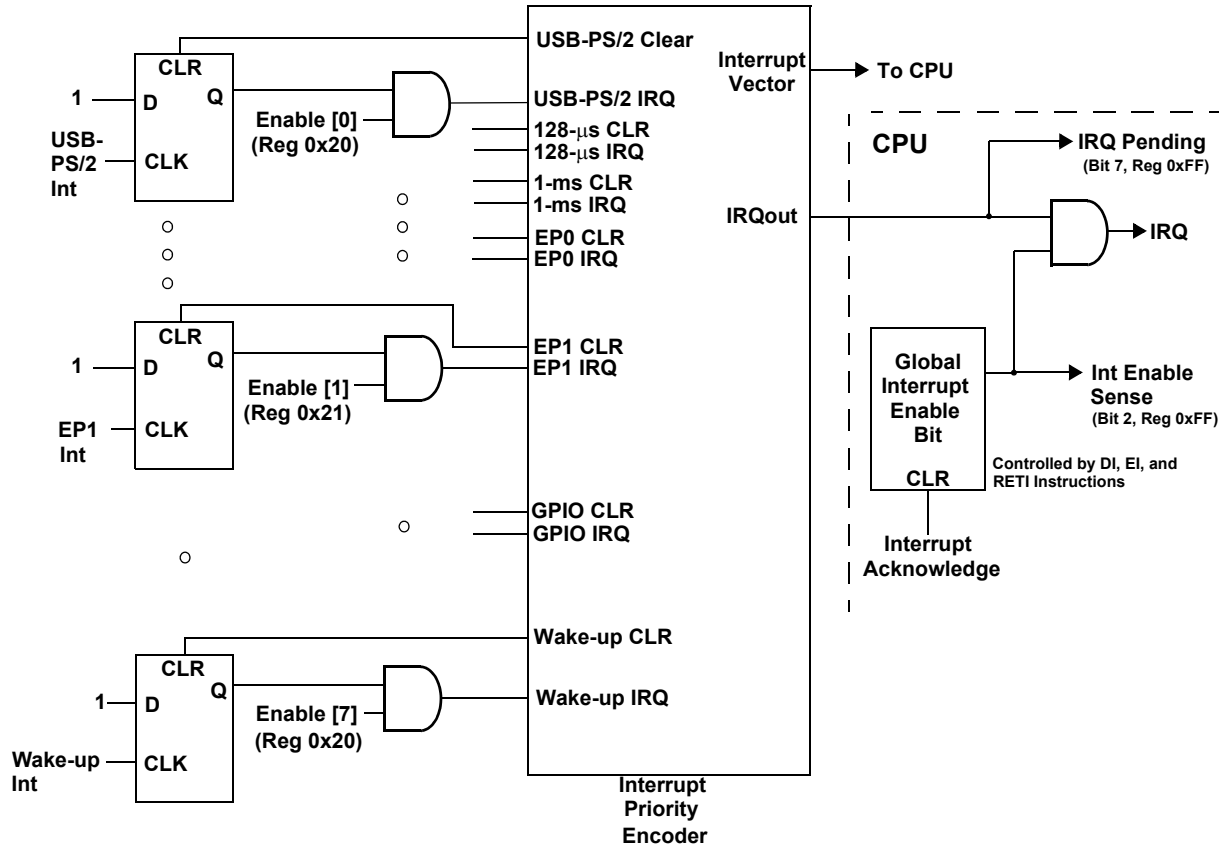 USB-PS/2 Clear
CLR
Q
1
D
USB-
PS/2
Int
CLK
Enable [0]
(Reg 0x20)
USB-PS/2 IRQ
128-μs CLR
128-μs IRQ
1-ms CLR
1-ms IRQ
EP0 CLR
EP0 IRQ
Interrupt
Vector
To CPU
CPU
IRQ Pending
(Bit 7, Reg 0xFF)
IRQout
IRQ
CLR
Q
1
D
EP1
Int
CLK
Enable [1]
(Reg 0x21)
EP1 CLR
EP1 IRQ
Global
Interrupt
Enable
Bit
CLR
Int Enable
Sense
(Bit 2, Reg 0xFF)
Controlled by DI, EI, and
RETI Instructions
Interrupt
Acknowledge
GPIO CLR
GPIO IRQ
Wake-up CLR
CLR
Q
1
D
Wake-up
Int
CLK
Enable [7]
(Reg 0x20)
Wake-up IRQ
Interrupt
Priority
Encoder